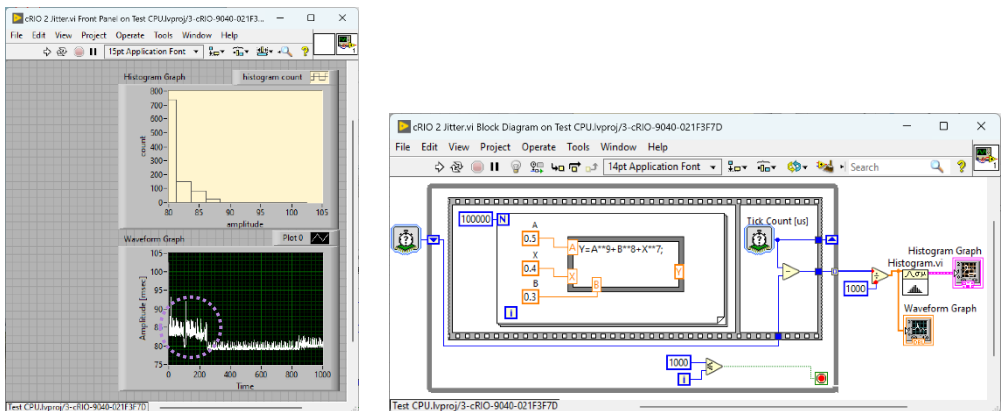 cRIO 2 Jitter.vi Front Panel on Test CPU.lvproj/3-cRIO-9040-021F3...
File Edit View Project Operate Tools Window Help
15pt Application Font
Histogram Graph
histogram count
800-
700-
600-
500-
400-
300-
200-
100-
0-
count
80 85 90 95 100 105
amplitude
Waveform Graph
Plot 0
105-
100-
95-
90-
85-
80-
75-
Amplitude [msec]
0 200 400 600 800 1000
Time
Test CPU.lvproj/3-cRIO-9040-021F3F7D
cRIO 2 Jitter.vi Block Diagram on Test CPU.lvproj/3-cRIO-9040-021F3F7D
File Edit View Project Operate Tools Window Help
14pt Application Font
Search
100000 N
A
0.5
X
0.4
B
0.3
A
X
B
Y=A**9+B**8+X**7;
Y
i
Tick Count [us]
1000
Histogram Graph
Histogram.vi
Waveform Graph
1000
i
Test CPU.lvproj/3-cRIO-9040-021F3F7D